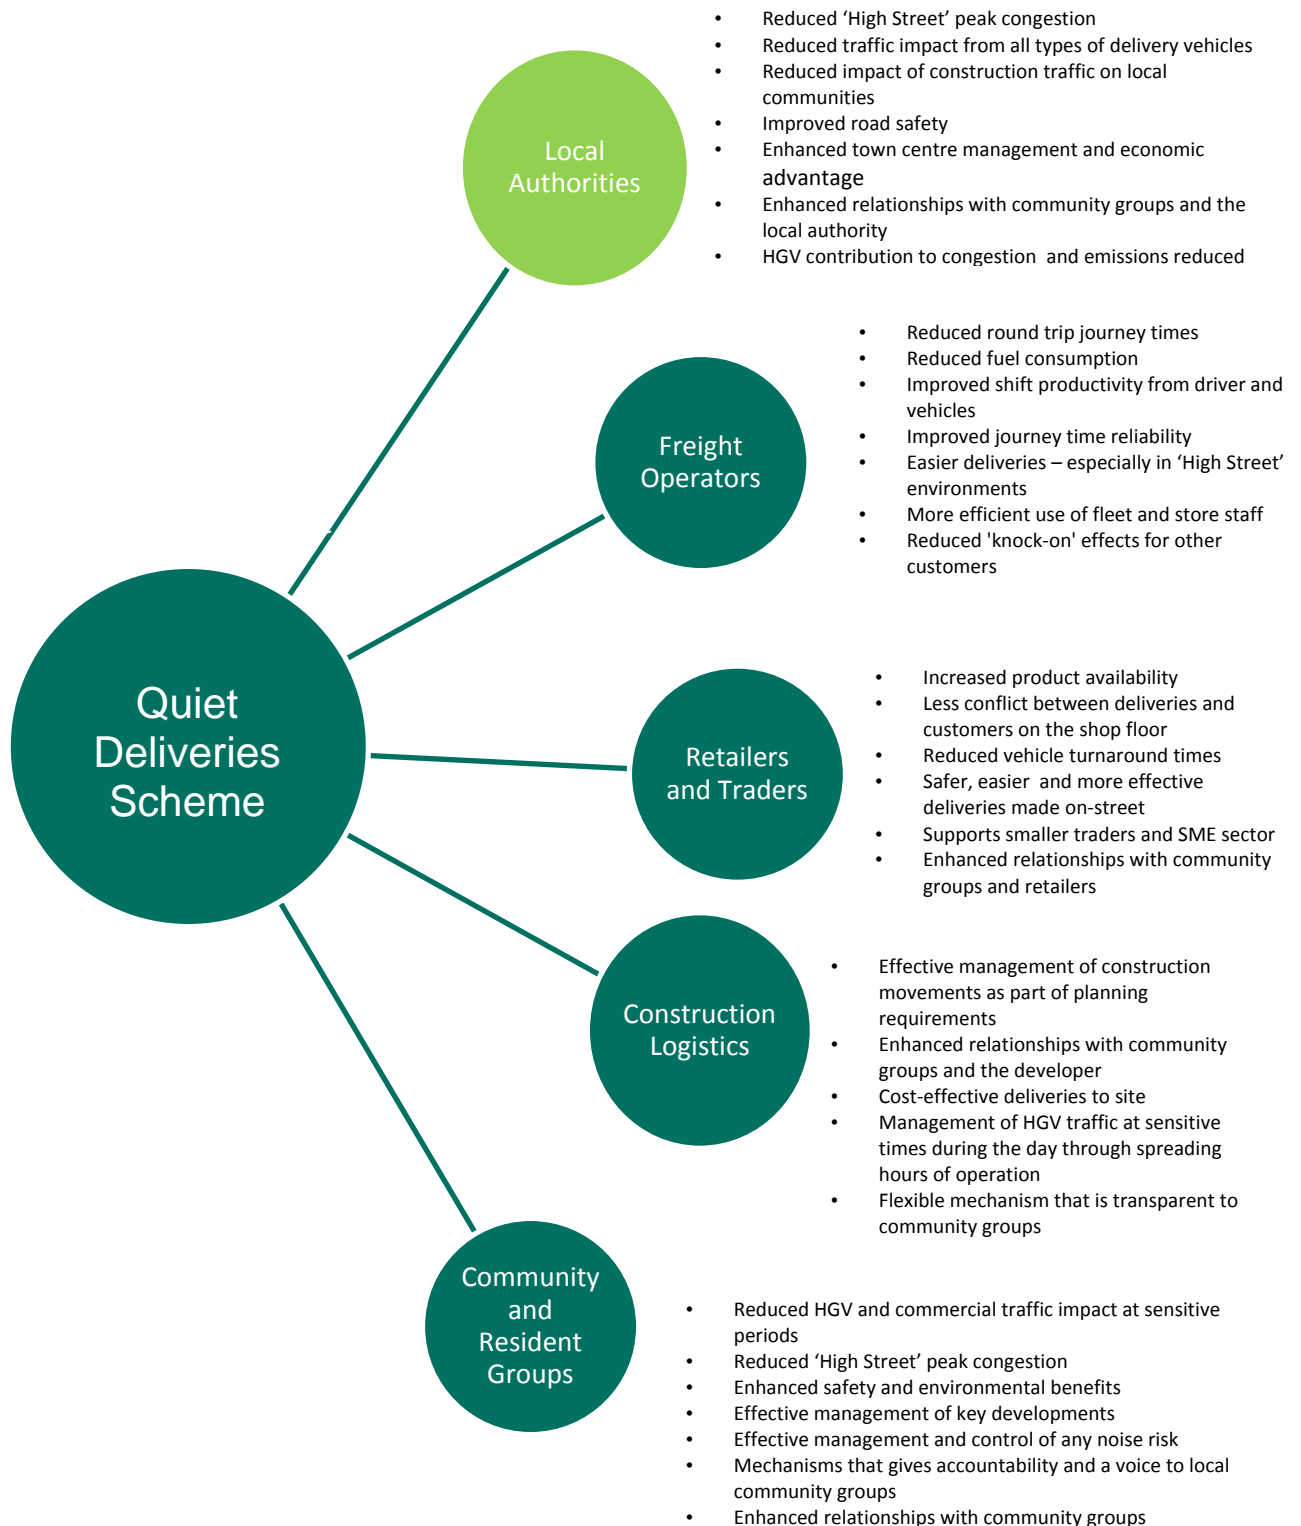 • Reduced ‘High Street’ peak congestion
• Reduced traffic impact from all types of delivery vehicles
• Reduced impact of construction traffic on local
communities
• Improved road safety
• Enhanced town centre management and economic
advantage
• Enhanced relationships with community groups and the
local authority
• HGV contribution to congestion and emissions reduced
Local
Authorities
• Reduced round trip journey times
• Reduced fuel consumption
• Improved shift productivity from driver and
vehicles
• Improved journey time reliability
• Easier deliveries – especially in ‘High Street’
environments
• More efficient use of fleet and store staff
• Reduced 'knock-on' effects for other
customers
Freight
Operators
Quiet
Deliveries
Scheme
• Increased product availability
• Less conflict between deliveries and
customers on the shop floor
• Reduced vehicle turnaround times
• Safer, easier and more effective
deliveries made on-street
• Supports smaller traders and SME sector
• Enhanced relationships with community
groups and retailers
Retailers
and Traders
• Effective management of construction
movements as part of planning
requirements
• Enhanced relationships with community
groups and the developer
• Cost-effective deliveries to site
• Management of HGV traffic at sensitive
times during the day through spreading
hours of operation
• Flexible mechanism that is transparent to
community groups
Construction
Logistics
Community
and
Resident
Groups
• Reduced HGV and commercial traffic impact at sensitive
periods
• Reduced ‘High Street’ peak congestion
• Enhanced safety and environmental benefits
• Effective management of key developments
• Effective management and control of any noise risk
• Mechanisms that gives accountability and a voice to local
community groups
• Enhanced relationships with community groups